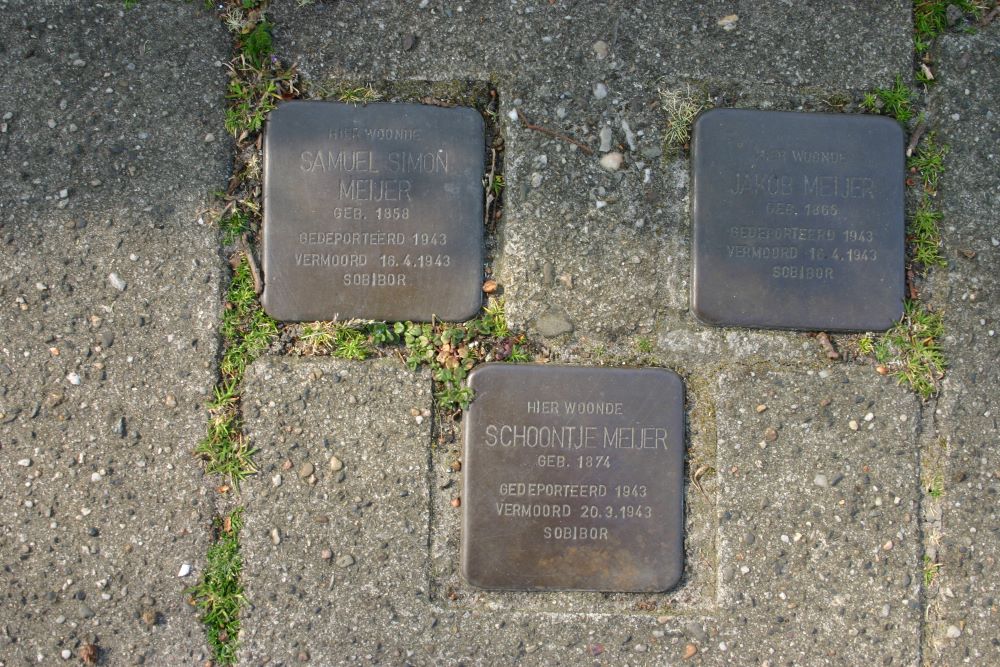 HIER WOONDE
SAMUEL SIMON
MEIJER
GEB. 1858
GEDEPORTEERD 1943
VERMOORD 16.4.1943
SOBIBOR
HIER WOONDE
JAKOB MEIJER
GEB. 1865
GEDEPORTEERD 1943
VERMOORD 16.4.1943
SOBIBOR
HIER WOONDE
SCHOONTJE MEIJER
GEB. 1874
GEDEPORTEERD 1943
VERMOORD 20.3.1943
SOBIBOR